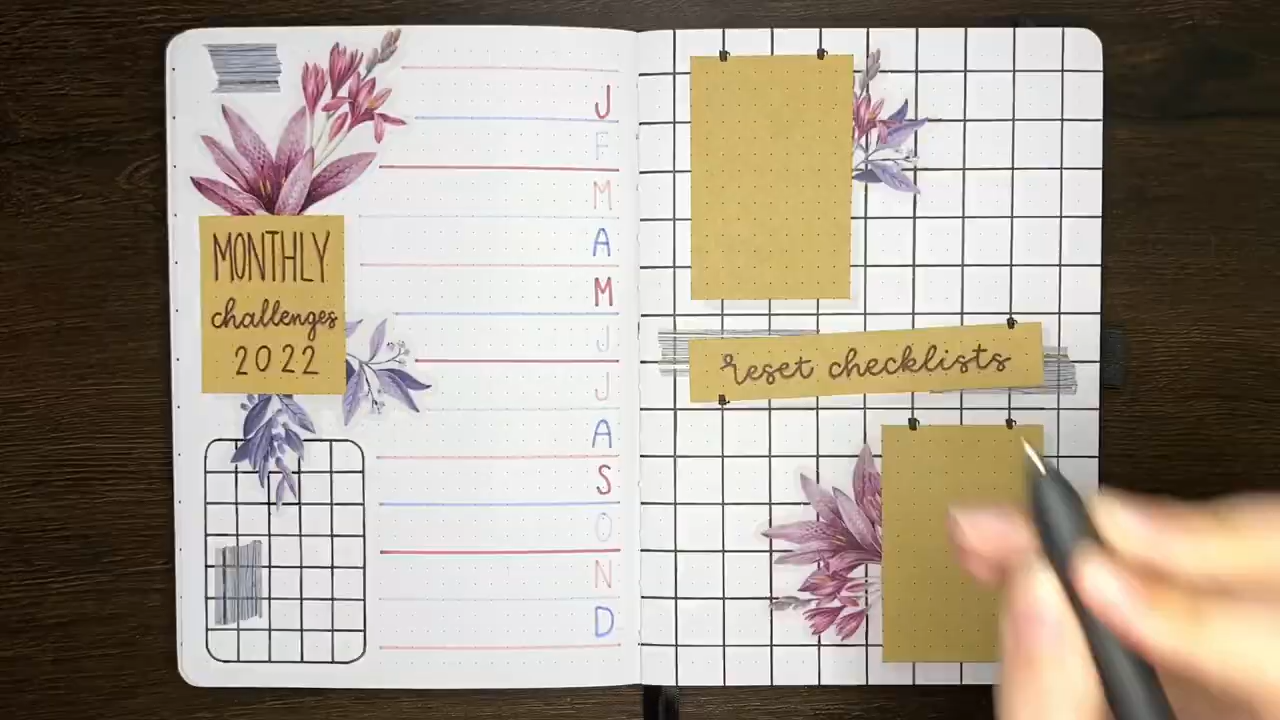 MONTHLY
challenges
2022
J
F
M
A
M
J
J
A
S
O
N
D
reset checklists